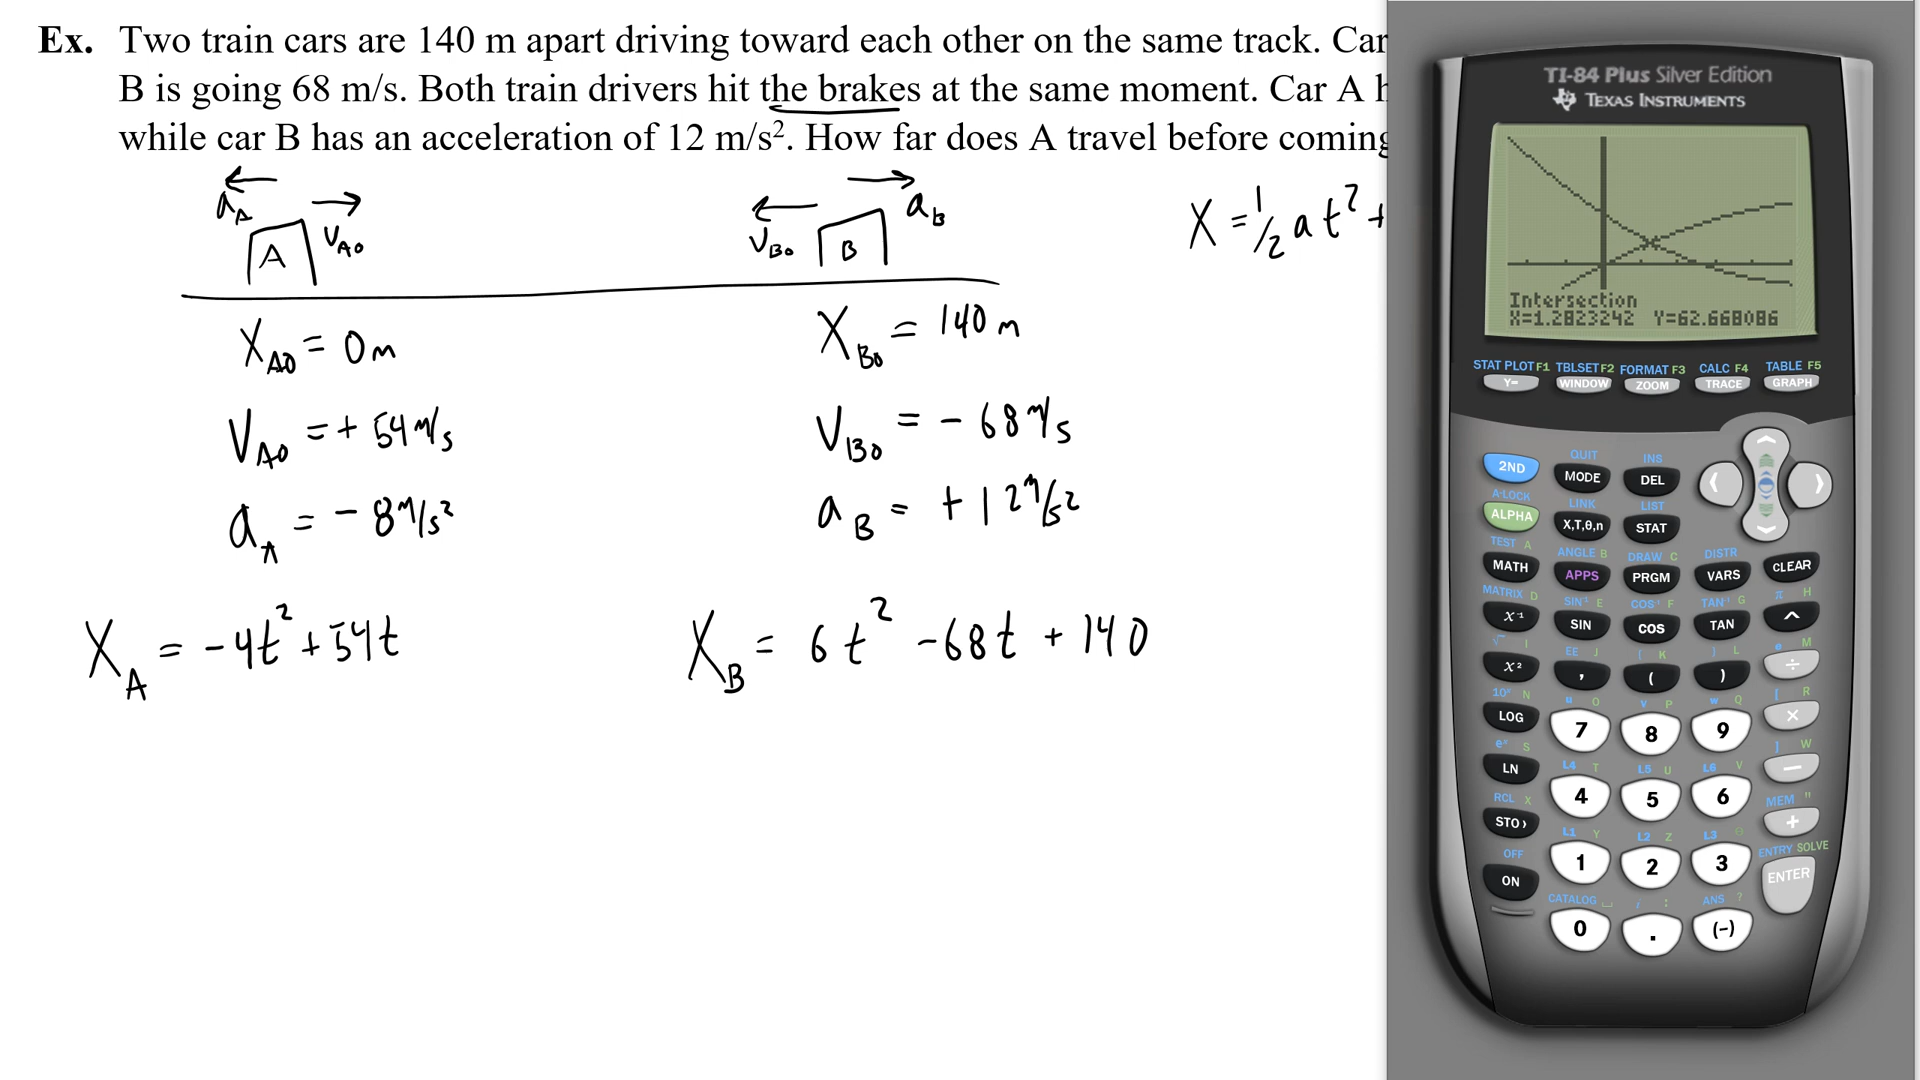 Ex. Two train cars are 140 m apart driving toward each other on the same track. Car
B is going 68 m/s. Both train drivers hit the brakes at the same moment. Car A h
while car B has an acceleration of 12 m/s². How far does A travel before coming
a_A
V_A0
A
V_B0
B
a_B
X = 1/2 a t² +
X_A0 = 0 m
V_A0 = + 54 m/s
a_A = - 8 m/s²
X_B0 = 140 m
V_B0 = - 68 m/s
a_B = + 12 m/s²
X_A = -4t² + 54t
X_B = 6t² - 68t + 140
TI-84 Plus Silver Edition
TEXAS INSTRUMENTS
Intersection
X=1.2823242 Y=62.668086
STAT PLOT F1 TBLSET F2 FORMAT F3 CALC F4 TABLE F5
Y= WINDOW ZOOM TRACE GRAPH
QUIT INS
2ND MODE DEL
A-LOCK LINK LIST
ALPHA X,T,θ,n STAT
TEST A ANGLE B DRAW C DISTR
MATH APPS PRGM VARS CLEAR
MATRIX D SIN⁻¹ E COS⁻¹ F TAN⁻¹ G π H
x⁻¹ SIN COS TAN ^
√ I EE J { K } L e M
x² , ( ) ÷
10ˣ N u O v P w Q [ R
LOG 7 8 9 ×
eˣ S L4 T L5 U L6 V ] W
LN 4 5 6 −
RCL X L1 Y L2 Z L3 θ MEM "
STO› 1 2 3 +
OFF CATALOG ⎵ i : ANS ? ENTRY SOLVE
ON 0 . (−) ENTER